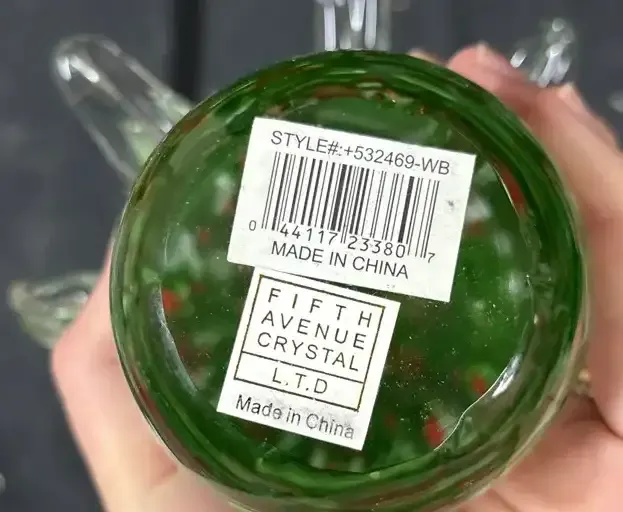 STYLE#:+532469-WB
0 44117 23380 7
MADE IN CHINA
FIFTH
AVENUE
CRYSTAL
L.T.D
Made in China